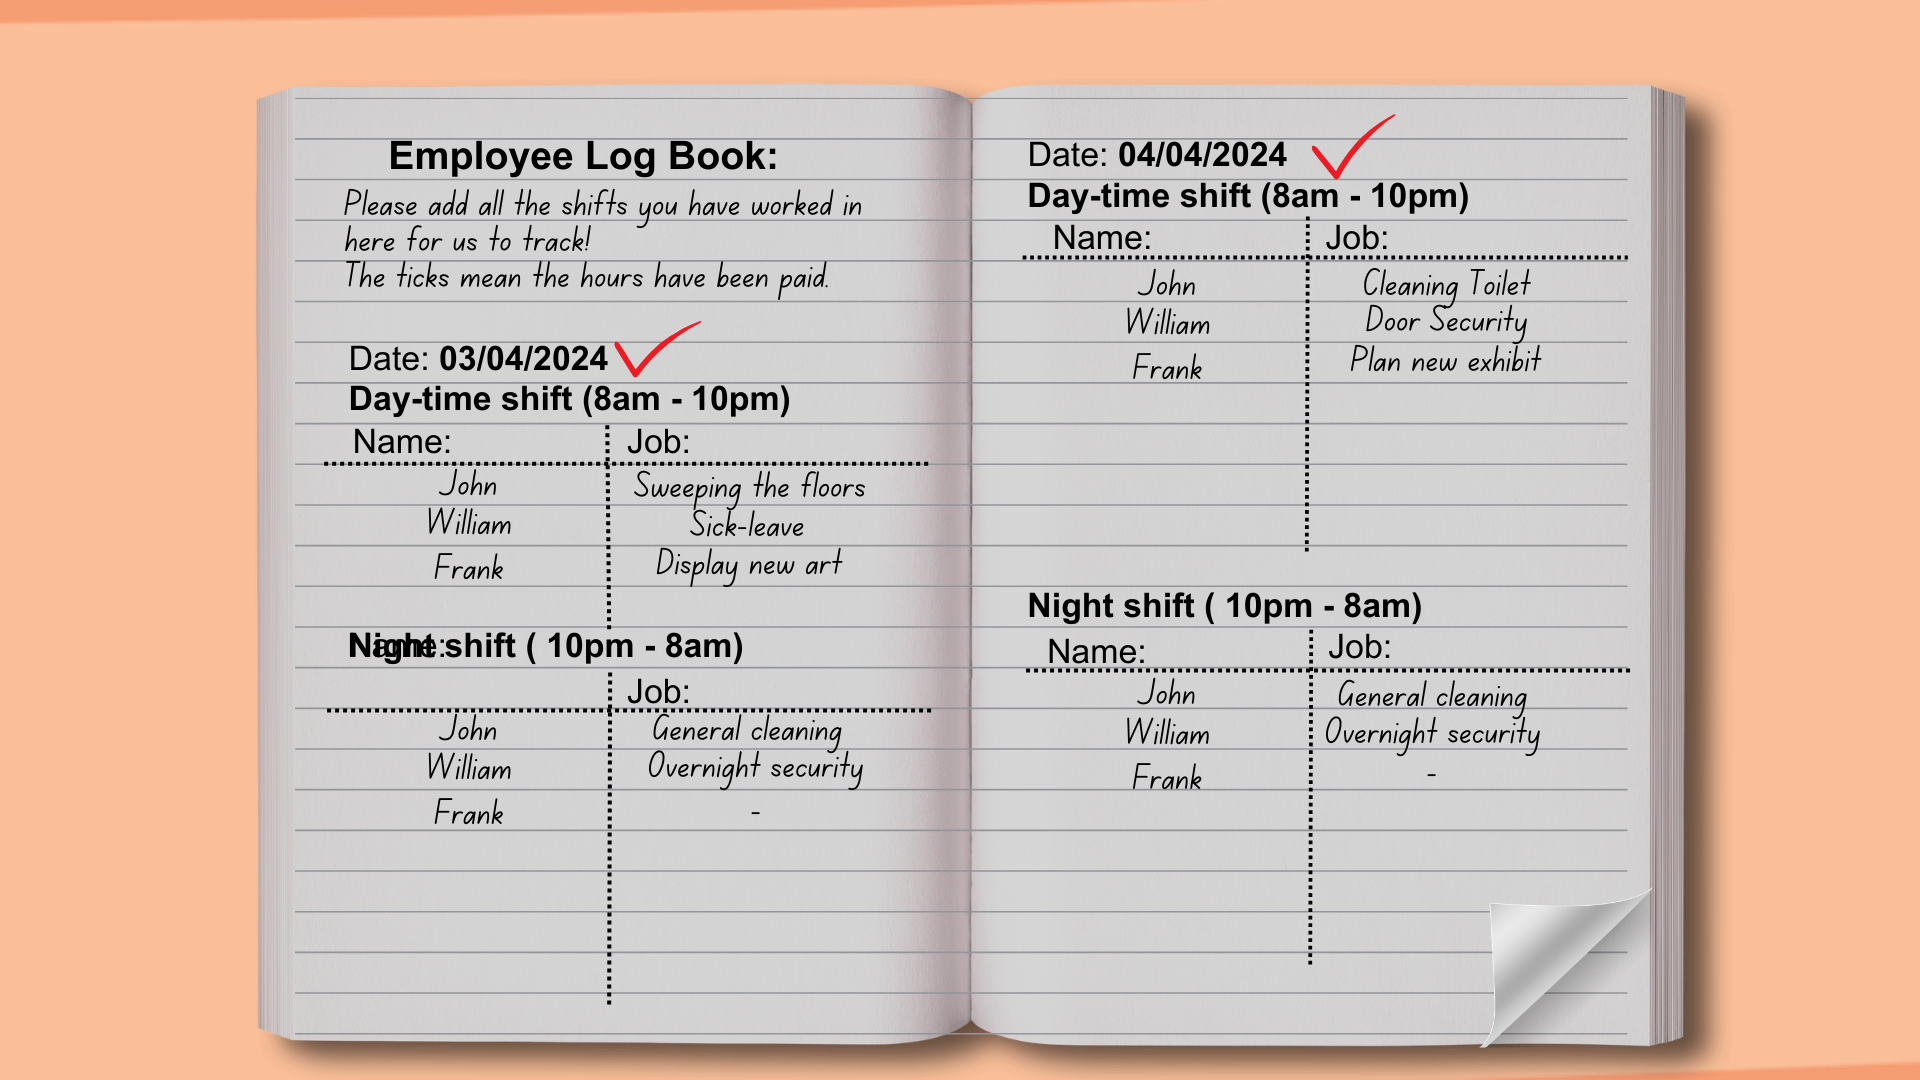 Employee Log Book:
Please add all the shifts you have worked in
here for us to track!
The ticks mean the hours have been paid.
Date: 03/04/2024
Day-time shift (8am - 10pm)
Name: Job:
John Sweeping the floors
William Sick-leave
Frank Display new art
Night shift ( 10pm - 8am)
Name:
Job:
John General cleaning
William Overnight security
Frank -
Date: 04/04/2024
Day-time shift (8am - 10pm)
Name: Job:
John Cleaning Toilet
William Door Security
Frank Plan new exhibit
Night shift ( 10pm - 8am)
Name: Job:
John General cleaning
William Overnight security
Frank -